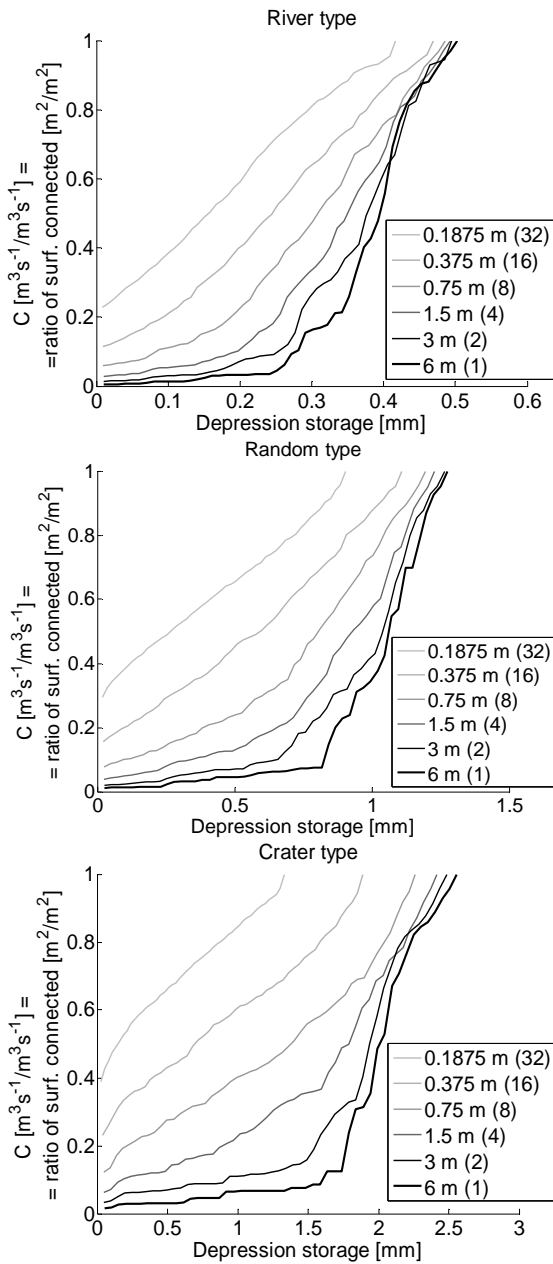 River type
1
0.8
0.6
0.4
0.2
0
0
0.1
0.2
0.3
0.4
0.5
0.6
C [m³s⁻¹/m³s⁻¹] =
=ratio of surf. connected [m²/m²]
Depression storage [mm]
0.1875 m (32)
0.375 m (16)
0.75 m (8)
1.5 m (4)
3 m (2)
6 m (1)
Random type
1
0.8
0.6
0.4
0.2
0
0
0.5
1
1.5
C [m³s⁻¹/m³s⁻¹] =
= ratio of surf. connected [m²/m²]
Depression storage [mm]
0.1875 m (32)
0.375 m (16)
0.75 m (8)
1.5 m (4)
3 m (2)
6 m (1)
Crater type
1
0.8
0.6
0.4
0.2
0
0
0.5
1
1.5
2
2.5
3
C [m³s⁻¹/m³s⁻¹] =
= ratio of surf. connected [m²/m²]
Depression storage [mm]
0.1875 m (32)
0.375 m (16)
0.75 m (8)
1.5 m (4)
3 m (2)
6 m (1)